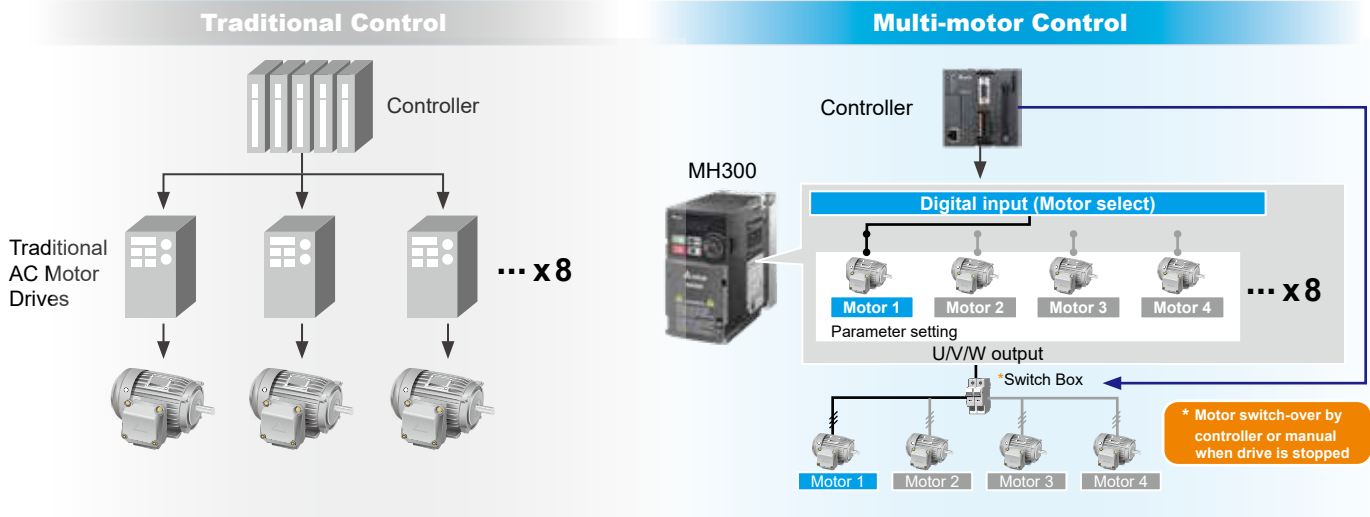 Traditional Control
Controller
Traditional
AC Motor
Drives
... x 8
Multi-motor Control
Controller
MH300
Digital input (Motor select)
Motor 1
Motor 2
Motor 3
Motor 4
... x 8
Parameter setting
U/V/W output
*Switch Box
* Motor switch-over by
controller or manual
when drive is stopped
Motor 1
Motor 2
Motor 3
Motor 4